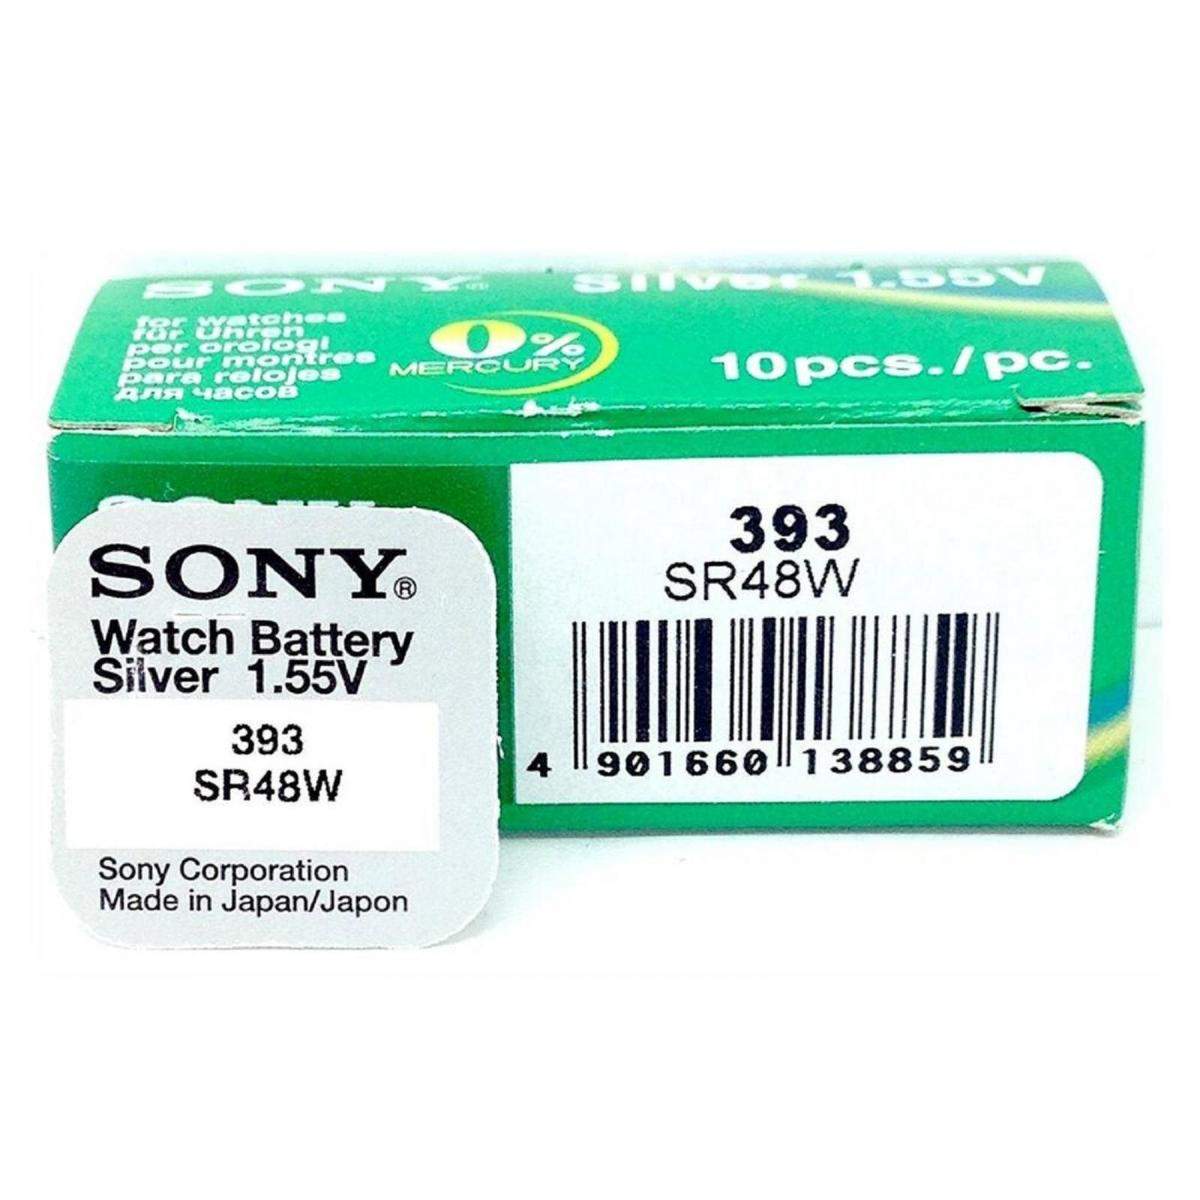 SONY®
Silver 1.55V
for watches
für Uhren
per orologi
pour montres
para relojes
для часов
0%
MERCURY
10pcs./pc.
393
SR48W
4 901660 138859
SONY®
Watch Battery
Silver 1.55V
393
SR48W
Sony Corporation
Made in Japan/Japon